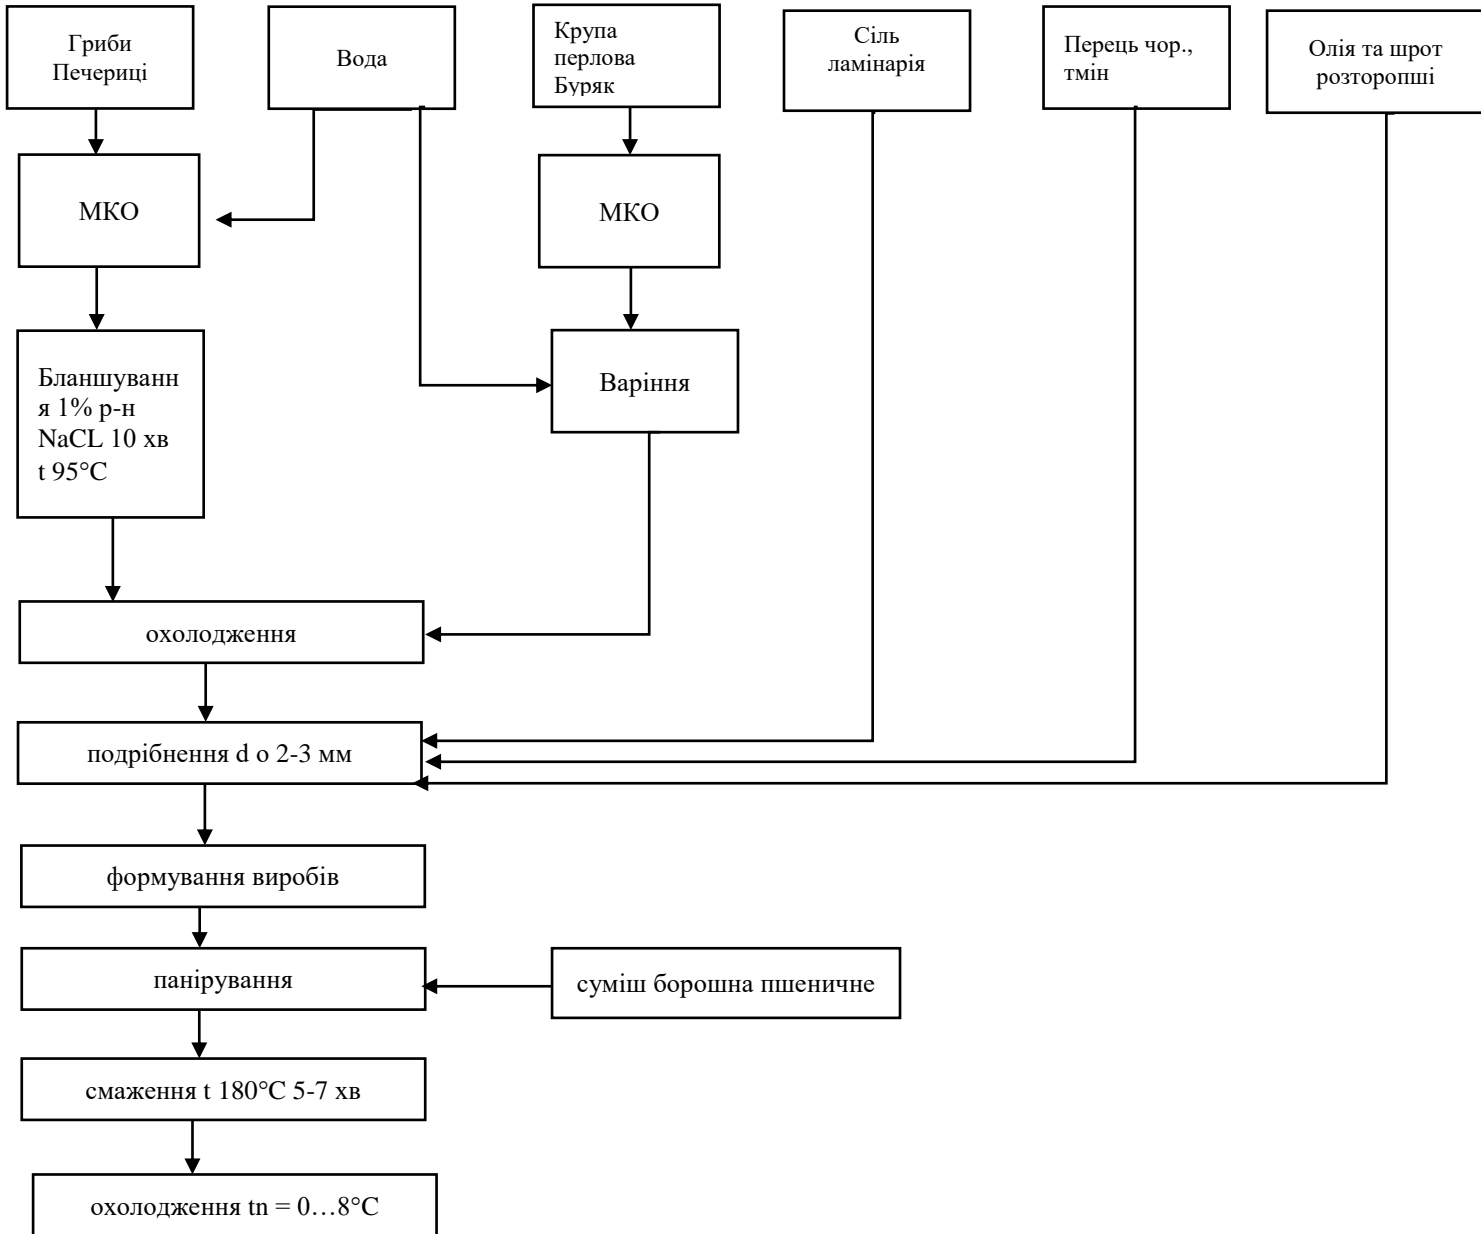 Гриби
Печериці
Вода
Крупа
перлова
Буряк
Сіль
ламінарія
Перець чор.,
тмін
Олія та шрот
розторопші
МКО
МКО
Бланшуванн
я 1% р-н
NaCL 10 хв
t 95°C
Варіння
охолодження
подрібнення d о 2-3 мм
формування виробів
панірування
суміш борошна пшеничне
смаження t 180°C 5-7 хв
охолодження tn = 0…8°C